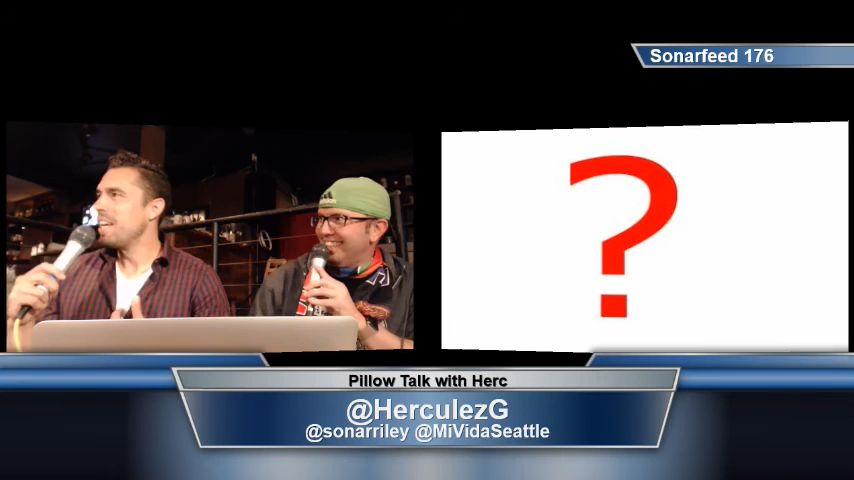 Sonarfeed 176
?
Pillow Talk with Herc
@HerculezG
@sonarriley @MiVidaSeattle